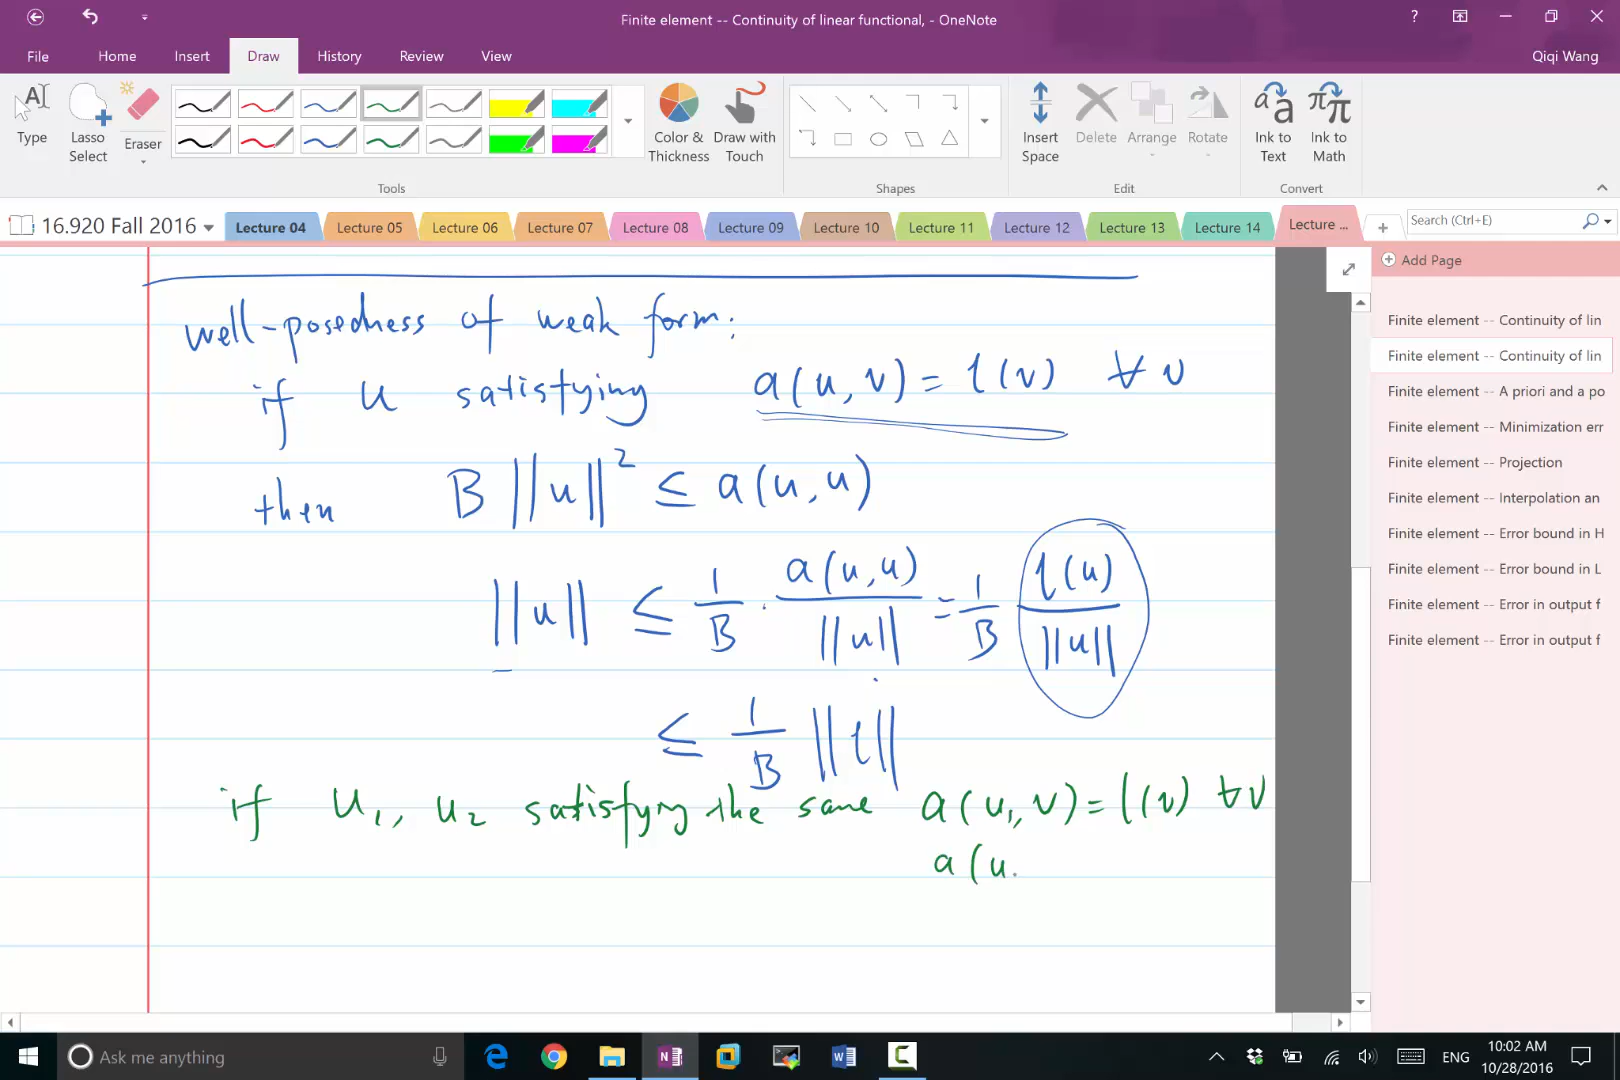 Finite element -- Continuity of linear functional, - OneNote
?
File Home Insert Draw History Review View
Qiqi Wang
Type
Lasso Select
Eraser
Color & Thickness
Draw with Touch
Insert Space
Delete
Arrange
Rotate
Ink to Text
Ink to Math
Tools
Shapes
Edit
Convert
16.920 Fall 2016
Lecture 04 Lecture 05 Lecture 06 Lecture 07 Lecture 08 Lecture 09 Lecture 10 Lecture 11 Lecture 12 Lecture 13 Lecture 14 Lecture ...
Search (Ctrl+E)
Add Page
Finite element -- Continuity of lin
Finite element -- Continuity of lin
Finite element -- A priori and a po
Finite element -- Minimization err
Finite element -- Projection
Finite element -- Interpolation an
Finite element -- Error bound in H
Finite element -- Error bound in L
Finite element -- Error in output f
Finite element -- Error in output f
well-posedness of weak form:
if u satisfying a(u,v) = l(v) ∀ v
then B ||u||² ≤ a(u,u)
||u|| ≤ 1/B · a(u,u)/||u|| = 1/B l(u)/||u||
≤ 1/B ||l||
if u₁, u₂ satisfying the same a(u₁,v) = l(v) ∀v
a(u
Ask me anything
ENG
10:02 AM
10/28/2016